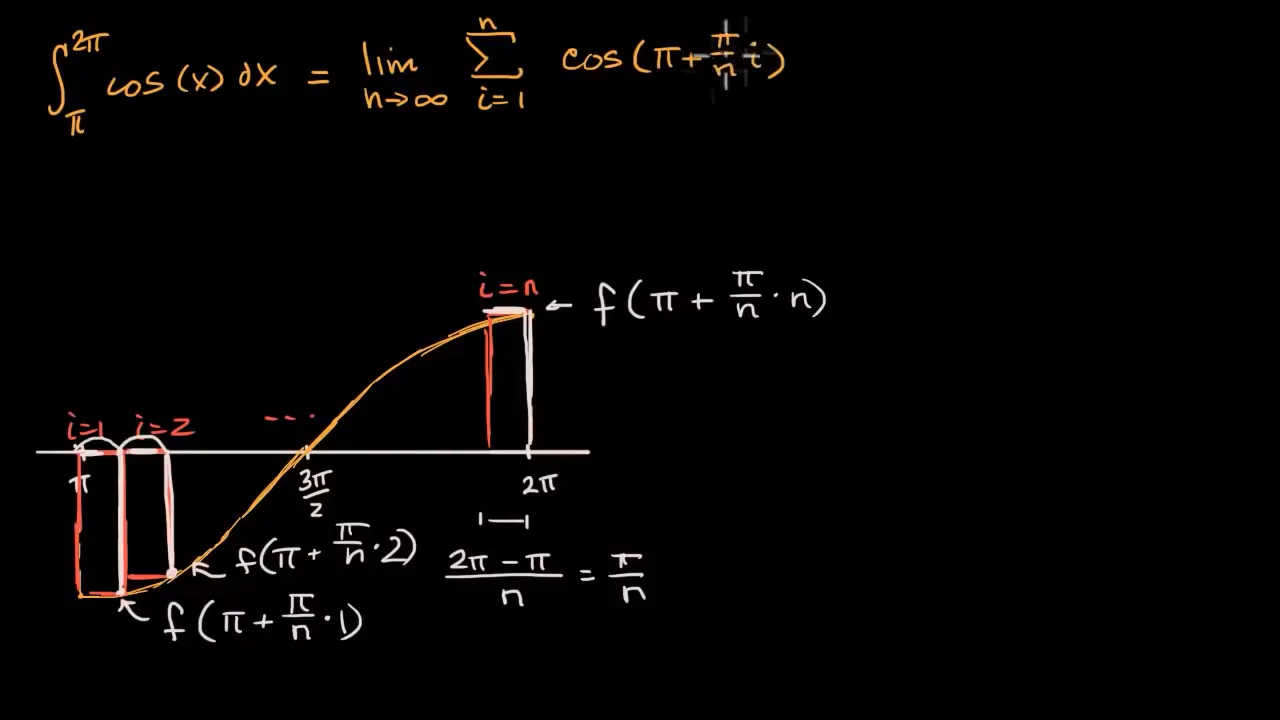 ∫_π^{2π} cos(x) dx = lim_{n→∞} Σ_{i=1}^{n} cos(π + π/n i)
i=n
f(π + π/n · n)
i=1 i=2 ---·
π 3π/2 2π
f(π + π/n · 2)
(2π - π)/n = π/n
f(π + π/n · 1)